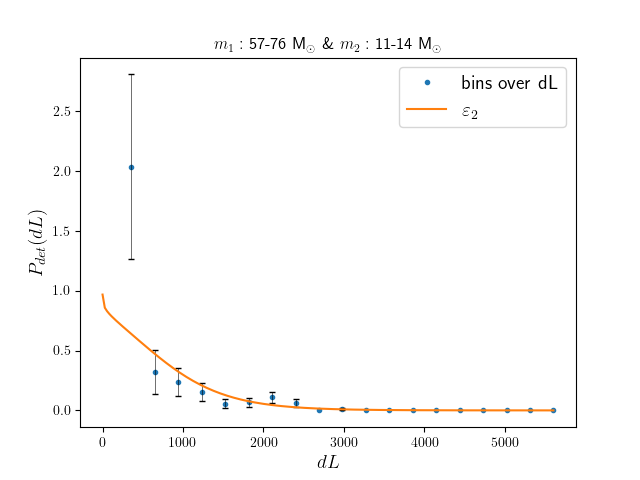 m₁ : 57-76 M☉ & m₂ : 11-14 M☉
bins over dL
ε₂
P_det(dL)
2.5
2.0
1.5
1.0
0.5
0.0
0 1000 2000 3000 4000 5000
dL